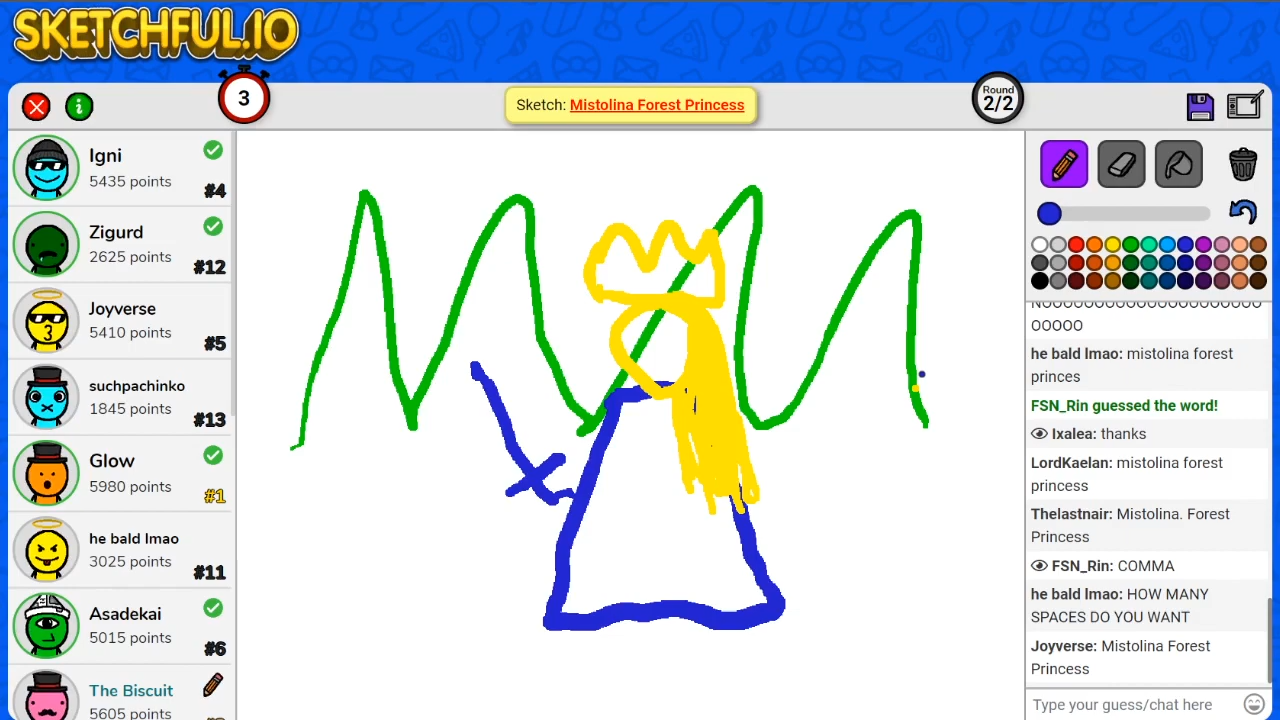 SKETCHFUL.IO
3
Sketch: Mistolina Forest Princess
Round
2/2
Igni
5435 points
#4
Zigurd
2625 points
#12
Joyverse
5410 points
#5
suchpachinko
1845 points
#13
Glow
5980 points
#1
he bald lmao
3025 points
#11
Asadekai
5015 points
#6
The Biscuit
5605 points
ooooo
he bald lmao: mistolina forest
princes
FSN_Rin guessed the word!
Ixalea: thanks
LordKaelan: mistolina forest
princess
Thelastnair: Mistolina. Forest
Princess
FSN_Rin: COMMA
he bald lmao: HOW MANY
SPACES DO YOU WANT
Joyverse: Mistolina Forest
Princess
Type your guess/chat here